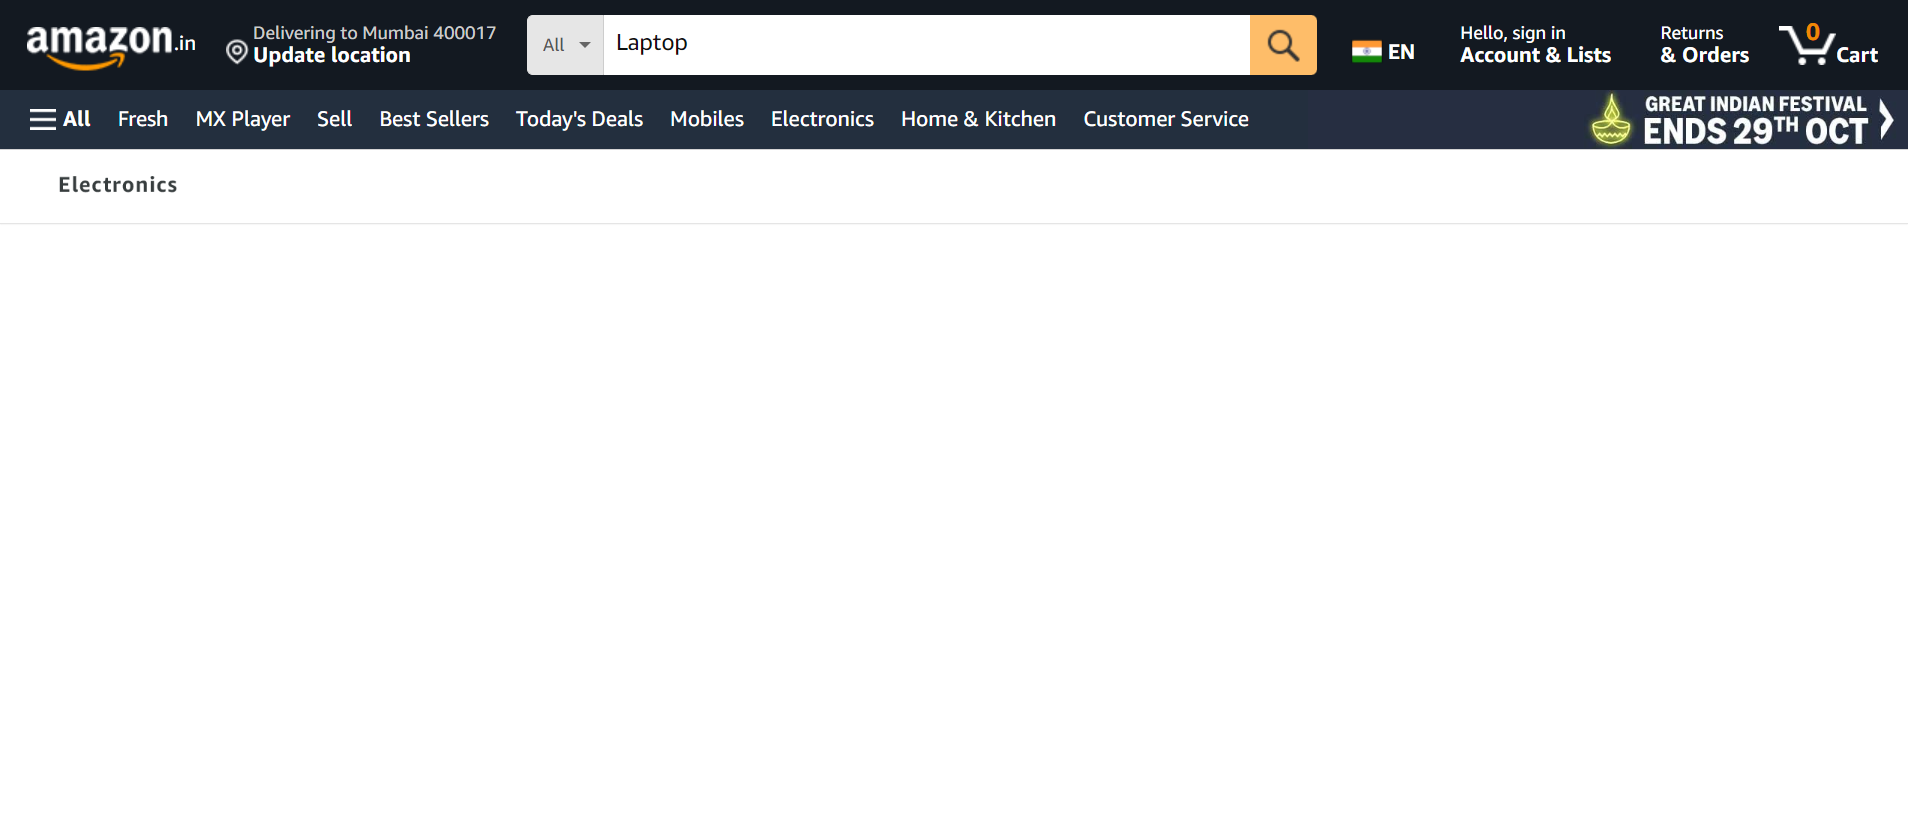 amazon.in
Delivering to Mumbai 400017
Update location
All
Laptop
EN
Hello, sign in
Account & Lists
Returns
& Orders
0
Cart
All Fresh MX Player Sell Best Sellers Today's Deals Mobiles Electronics Home & Kitchen Customer Service
GREAT INDIAN FESTIVAL
ENDS 29TH OCT
Electronics